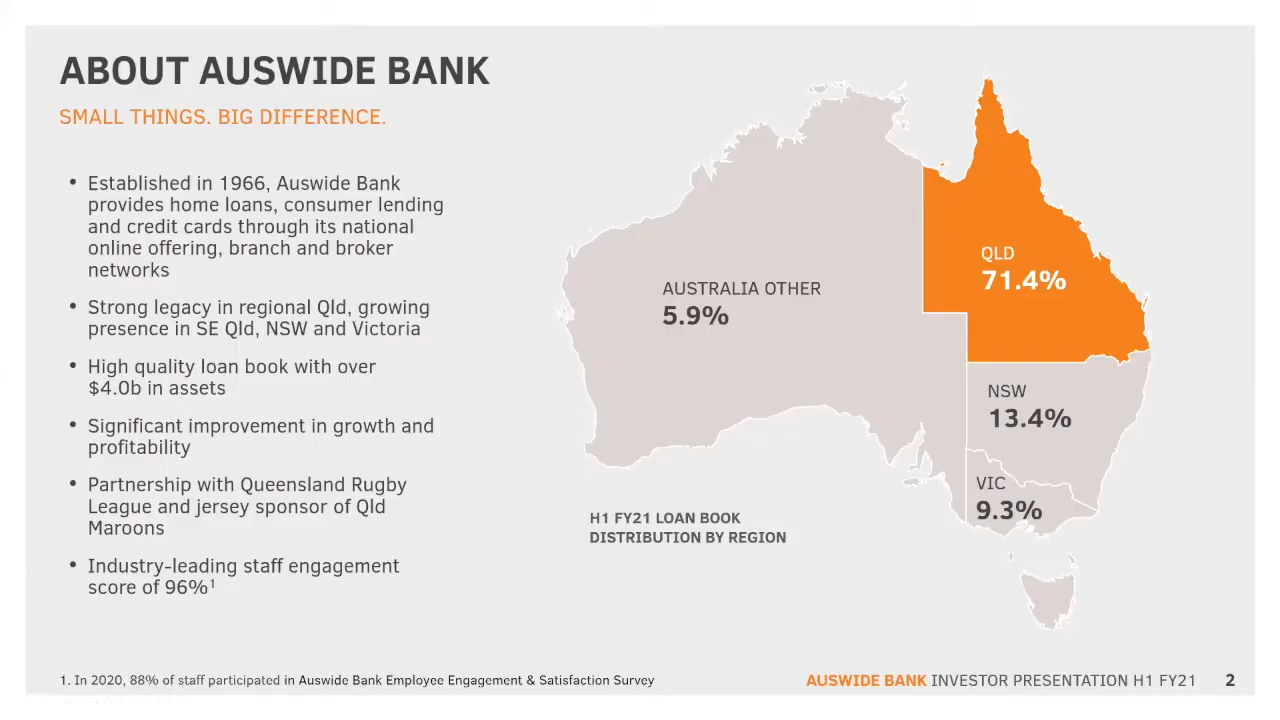 ABOUT AUSWIDE BANK
SMALL THINGS. BIG DIFFERENCE.
• Established in 1966, Auswide Bank
provides home loans, consumer lending
and credit cards through its national
online offering, branch and broker
networks
• Strong legacy in regional Qld, growing
presence in SE Qld, NSW and Victoria
• High quality loan book with over
$4.0b in assets
• Significant improvement in growth and
profitability
• Partnership with Queensland Rugby
League and jersey sponsor of Qld
Maroons
• Industry-leading staff engagement
score of 96%¹
QLD
71.4%
AUSTRALIA OTHER
5.9%
NSW
13.4%
VIC
9.3%
H1 FY21 LOAN BOOK
DISTRIBUTION BY REGION
1. In 2020, 88% of staff participated in Auswide Bank Employee Engagement & Satisfaction Survey
AUSWIDE BANK INVESTOR PRESENTATION H1 FY21 2